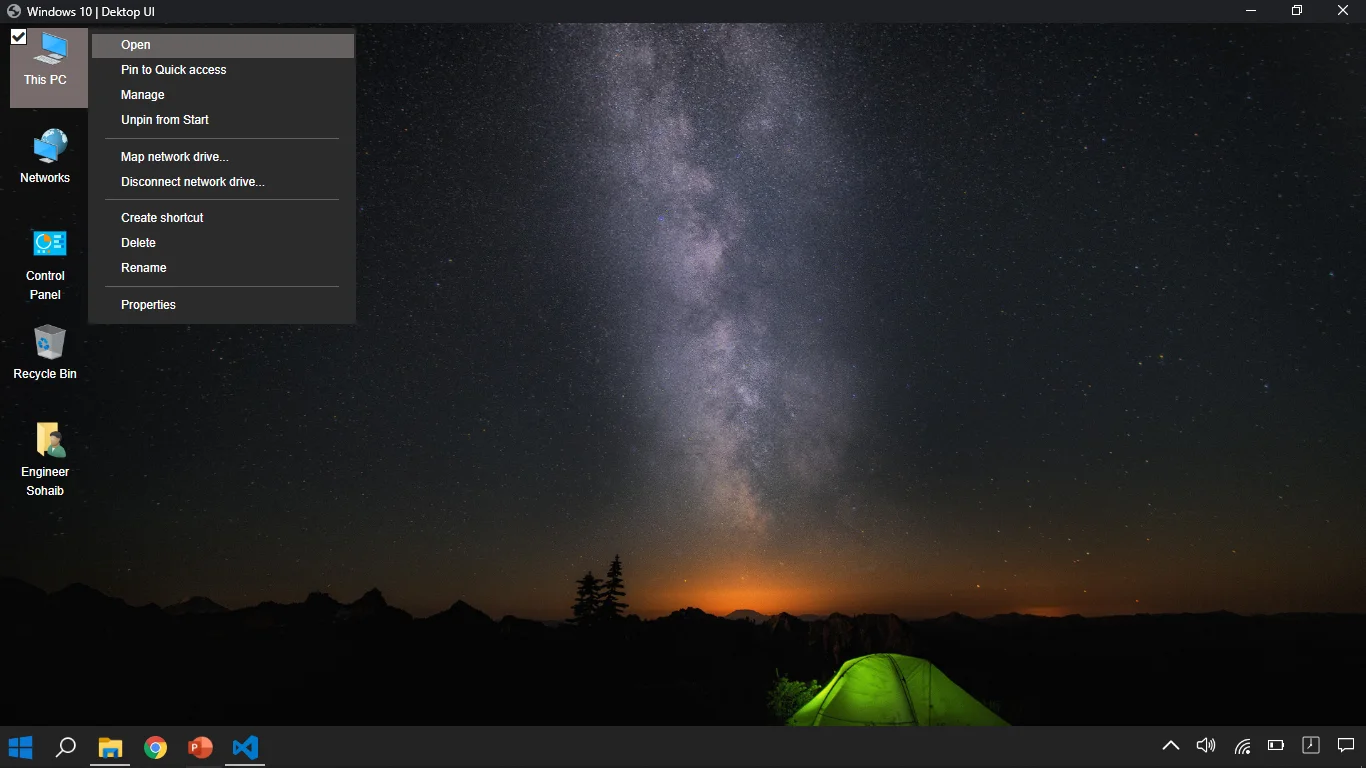 Windows 10 | Dektop UI
This PC
Open
Pin to Quick access
Manage
Unpin from Start
Map network drive...
Disconnect network drive...
Create shortcut
Delete
Rename
Properties
Networks
Control
Panel
Recycle Bin
Engineer
Sohaib